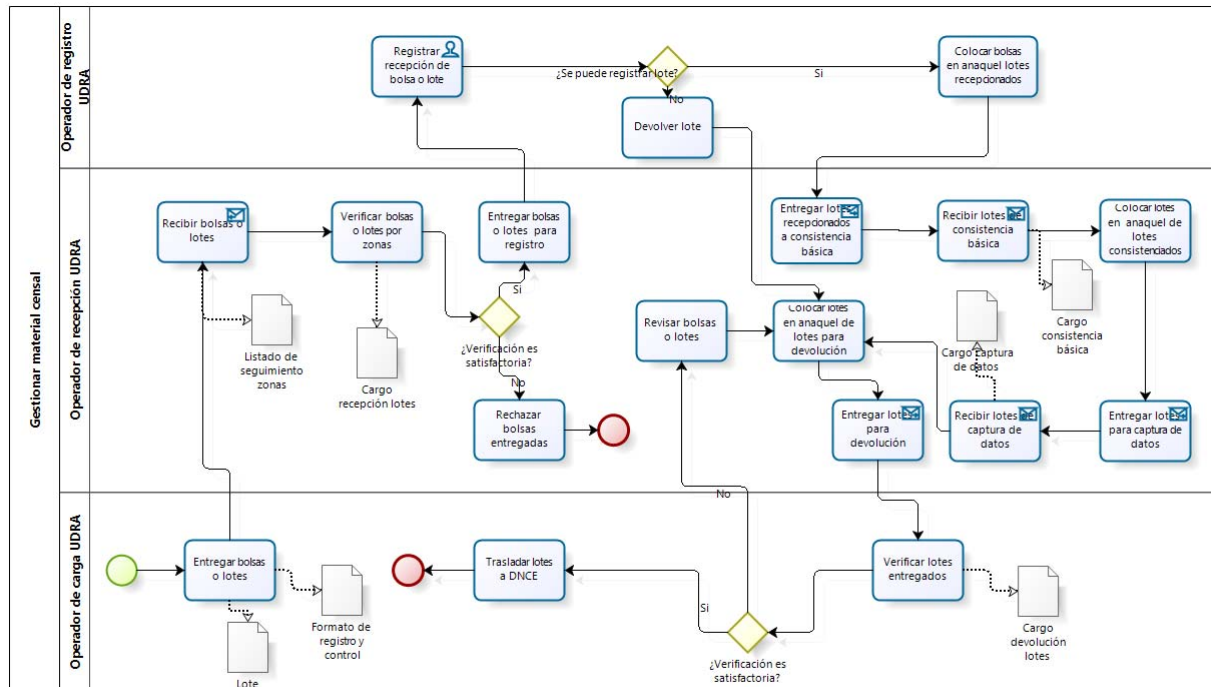 Gestionar material censal
Operador de registro
UDRA
Registrar
recepción de
bolsa o lote
¿Se puede registrar lote?
Si
No
Colocar bolsas
en anaquel lotes
recepcionados
Devolver lote
Operador de recepción UDRA
Recibir bolsas o
lotes
Verificar bolsas
o lotes por
zonas
Entregar bolsas
o lotes para
registro
Entregar lotes
recepcionados
a consistencia
básica
Recibir lotes de
consistencia
básica
Colocar lotes
en anaquel de
lotes
consistenciados
Si
Listado de
seguimiento
zonas
Cargo
recepción lotes
¿Verificación es
satisfactoria?
No
Revisar bolsas
o lotes
Colocar lotes
en anaquel de
lotes para
devolución
Cargo captura
de datos
Cargo
consistencia
básica
Rechazar
bolsas
entregadas
Entregar lotes
para
devolución
Recibir lotes de
captura de
datos
Entregar lotes
para captura de
datos
Operador de carga UDRA
No
Entregar bolsas
o lotes
Trasladar lotes
a DNCE
Verificar lotes
entregados
Si
Formato de
registro y
control
Lote
¿Verificación es
satisfactoria?
Cargo
devolución
lotes